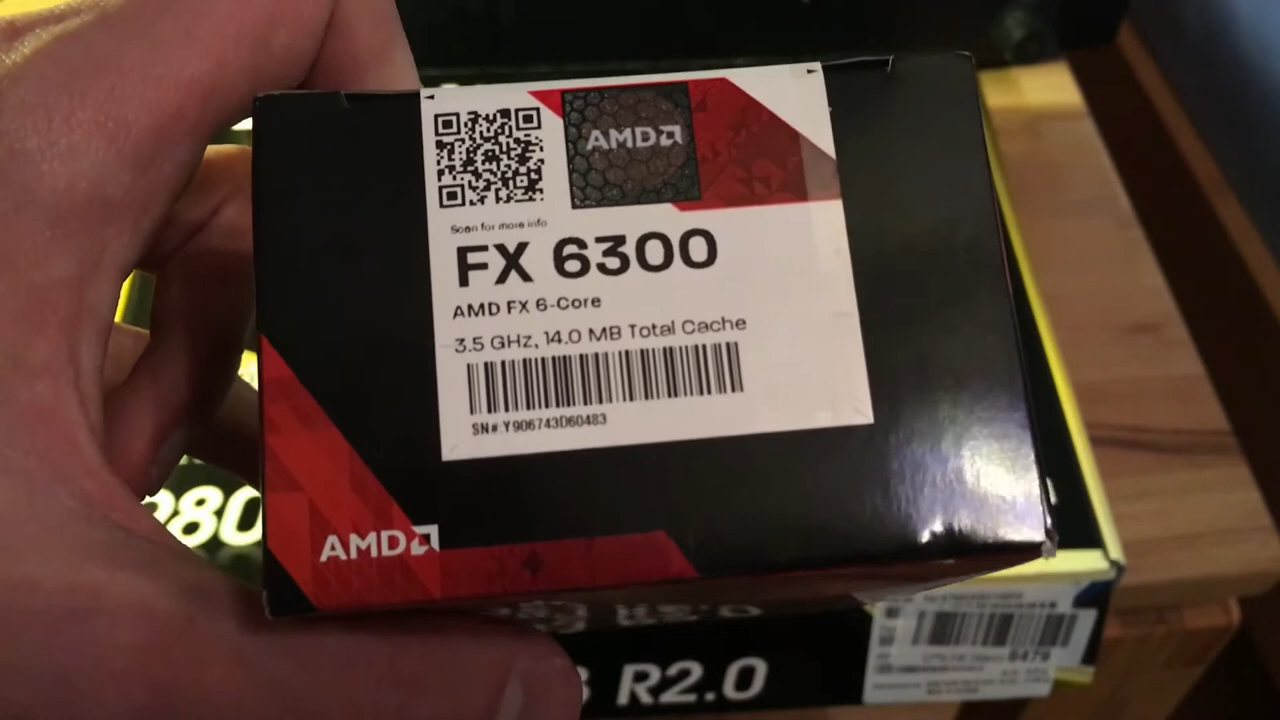 AMD
Scan for more info
FX 6300
AMD FX 6-Core
3.5 GHz, 14.0 MB Total Cache
SN# Y906743D60483
AMD
R2.0